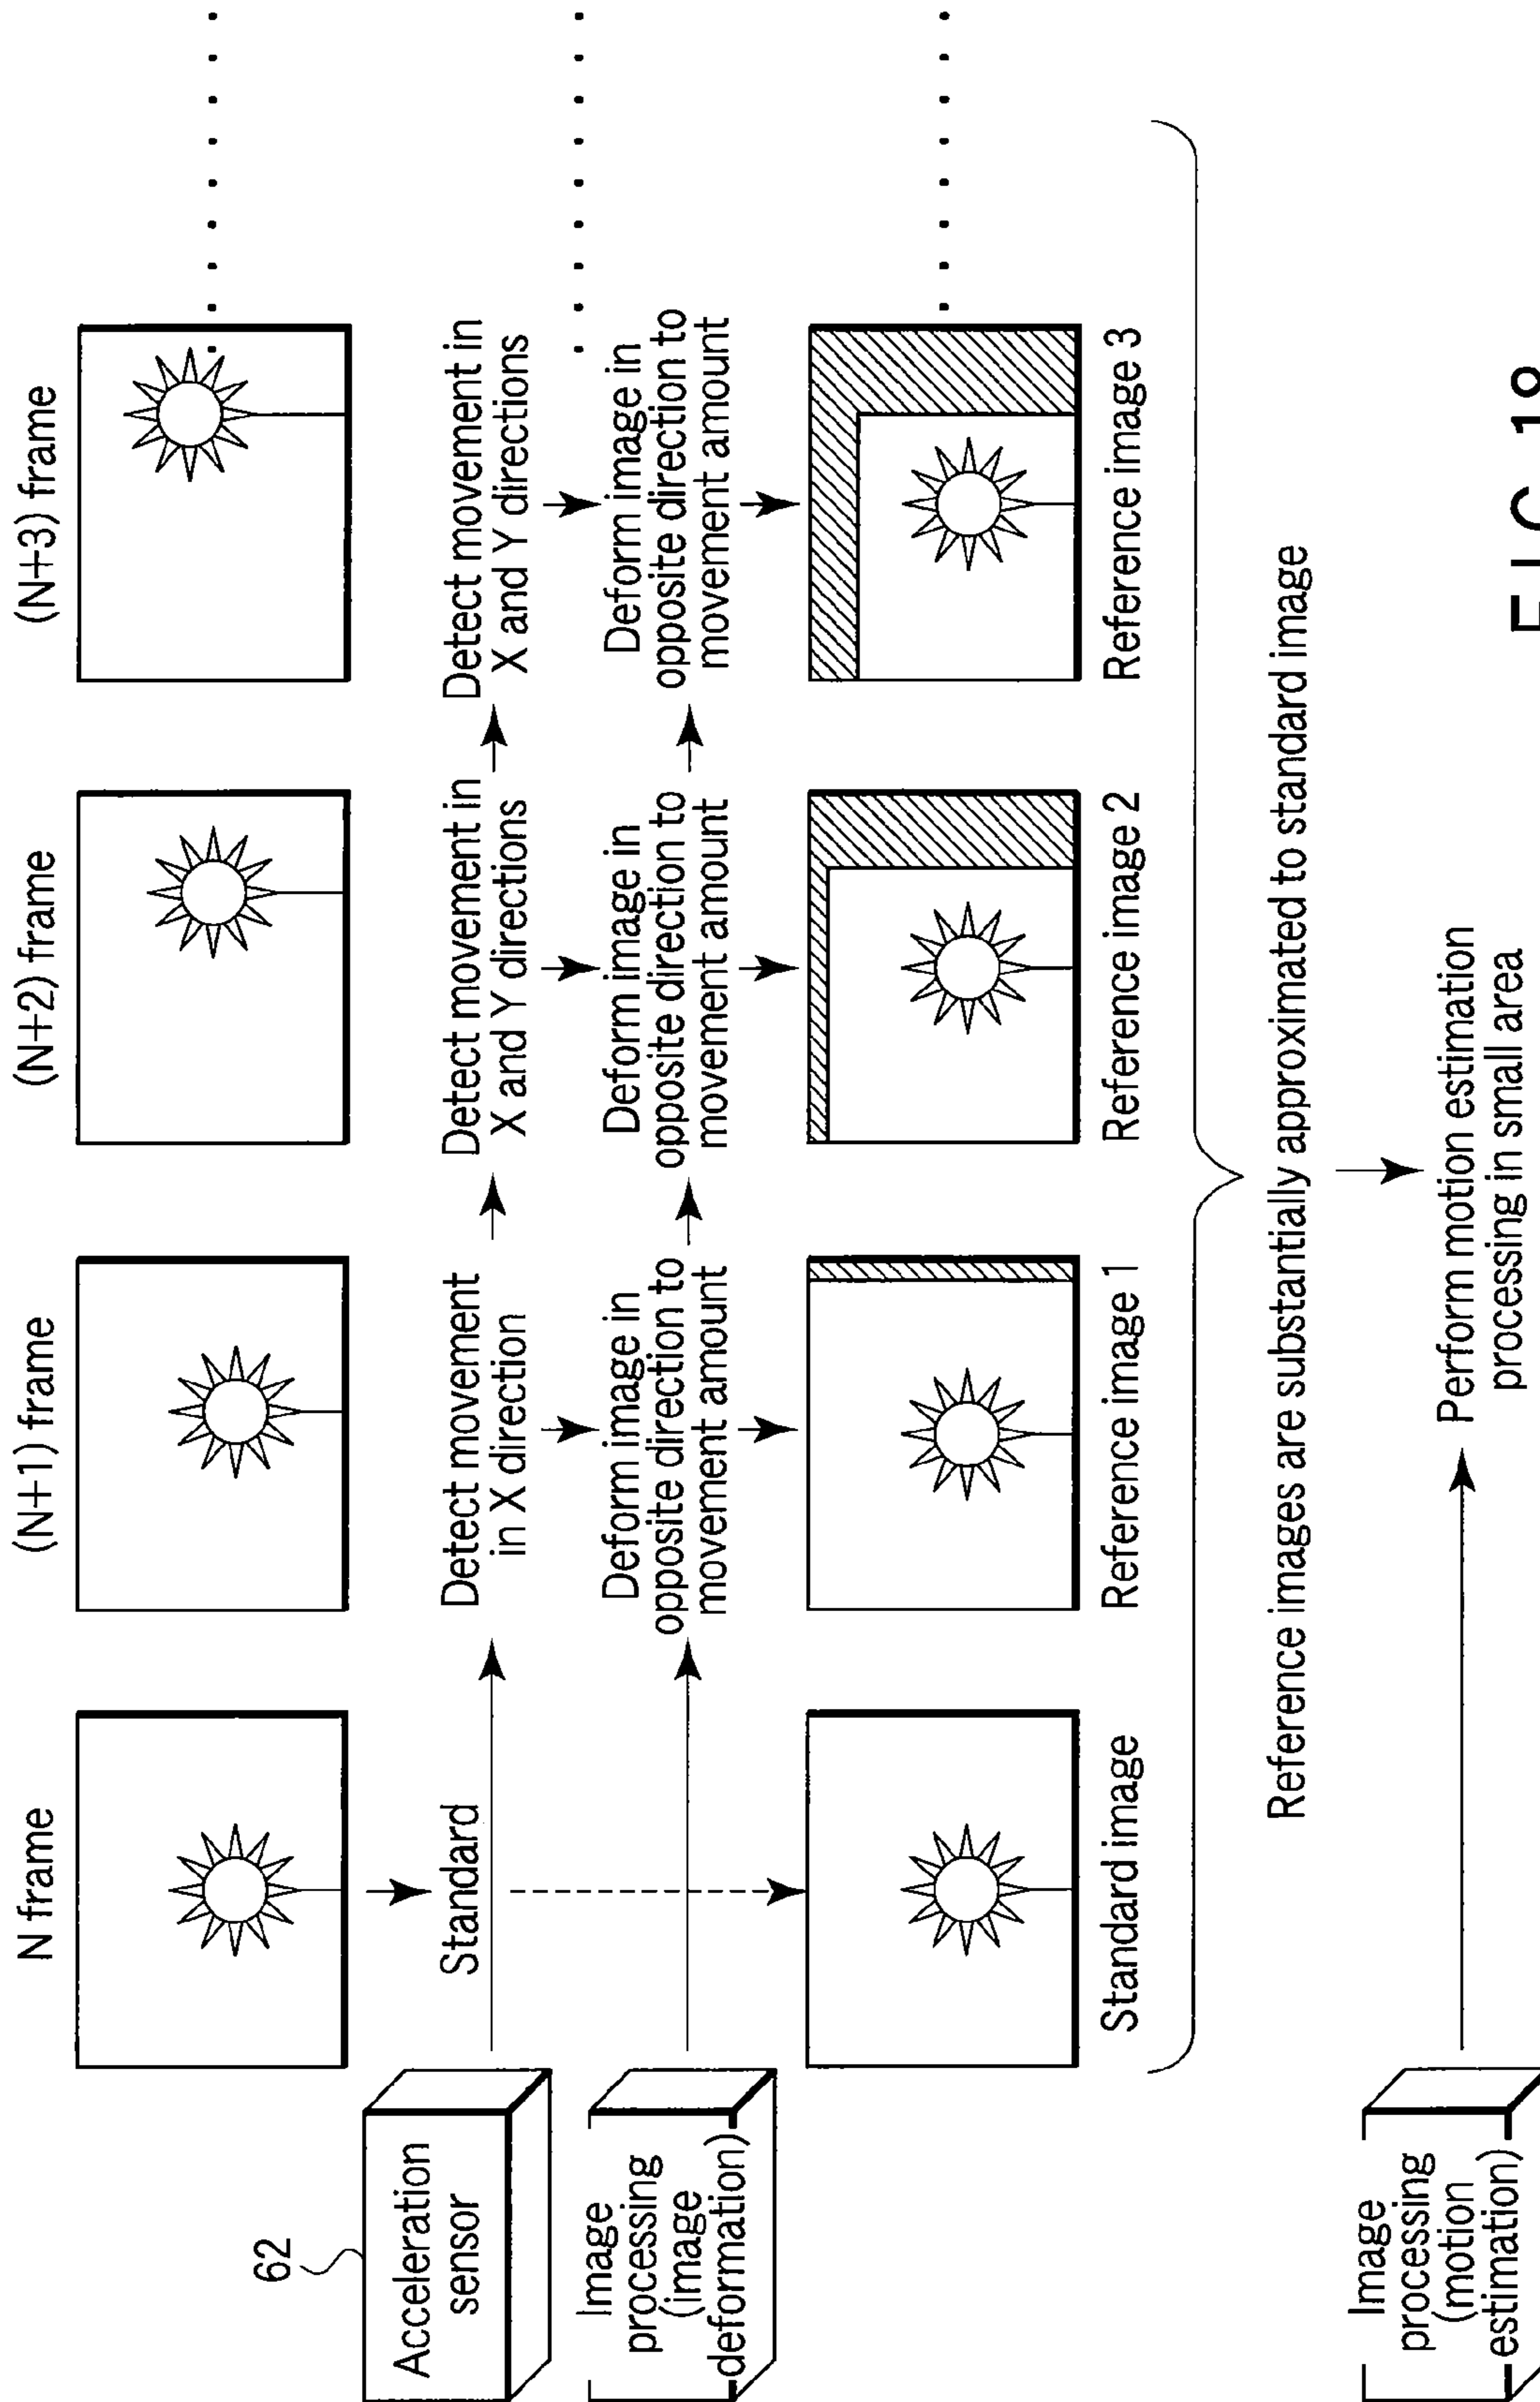 N frame
(N+1) frame
(N+2) frame
(N+3) frame
62
Acceleration
sensor
Standard
Detect movement
in X direction
Detect movement in
X and Y directions
Detect movement in
X and Y directions
Image
processing
(image
deformation)
Deform image in
opposite direction to
movement amount
Deform image in
opposite direction to
movement amount
Deform image in
opposite direction to
movement amount
Standard image
Reference image 1
Reference image 2
Reference image 3
Reference images are substantially approximated to standard image
Image
processing
(motion
estimation)
Perform motion estimation
processing in small area